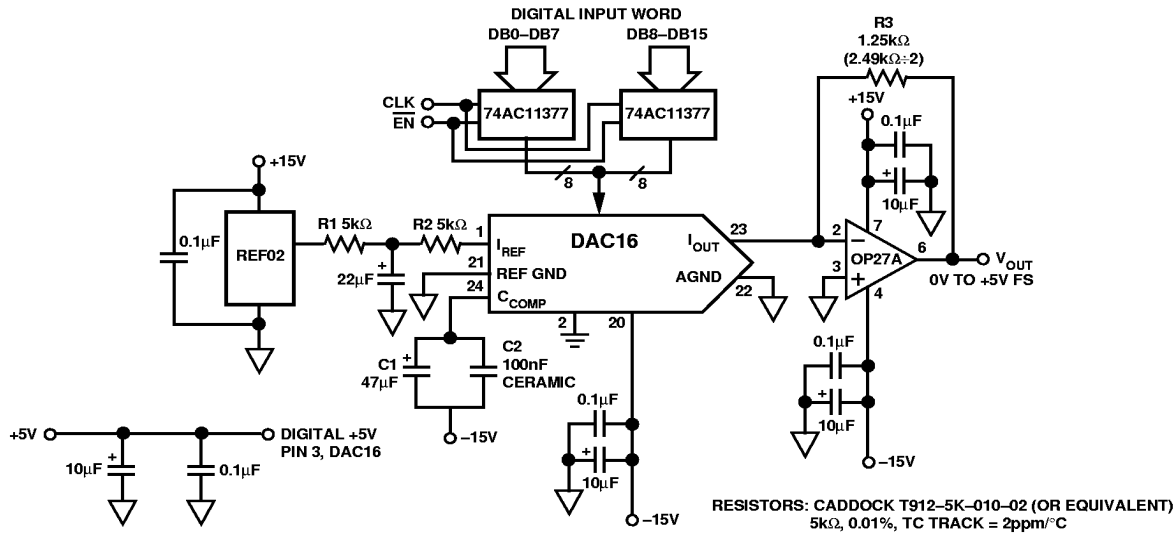 DIGITAL INPUT WORD
DB0–DB7
DB8–DB15
R3
1.25kΩ
(2.49kΩ÷2)
CLK
EN
74AC11377
74AC11377
+15V
0.1µF
+
10µF
8
8
+15V
0.1µF
REF02
R1 5kΩ
R2 5kΩ
+
22µF
1
IREF
21
REF GND
24
CCOMP
DAC16
IOUT
23
AGND
22
2
20
2
–
7
6
OP27A
3
+
4
VOUT
0V TO +5V FS
C1
+
47µF
C2
100nF
CERAMIC
–15V
0.1µF
+
10µF
–15V
0.1µF
+
10µF
–15V
+5V
DIGITAL +5V
PIN 3, DAC16
10µF
+
0.1µF
RESISTORS: CADDOCK T912–5K–010–02 (OR EQUIVALENT)
5kΩ, 0.01%, TC TRACK = 2ppm/°C